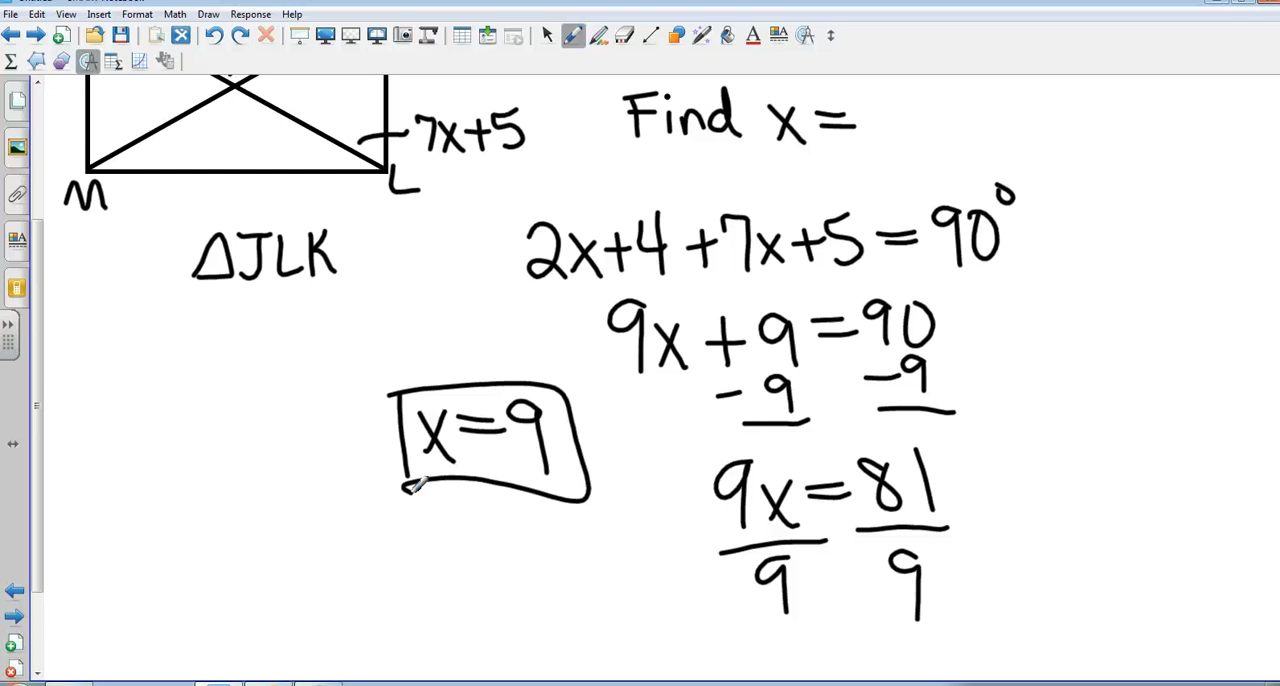 File Edit View Insert Format Math Draw Response Help
Find x =
7x+5
M
L
△JLK
2x+4 +7x+5 = 90°
9x + 9 = 90
- 9 - 9
x = 9
9x = 81
9 9